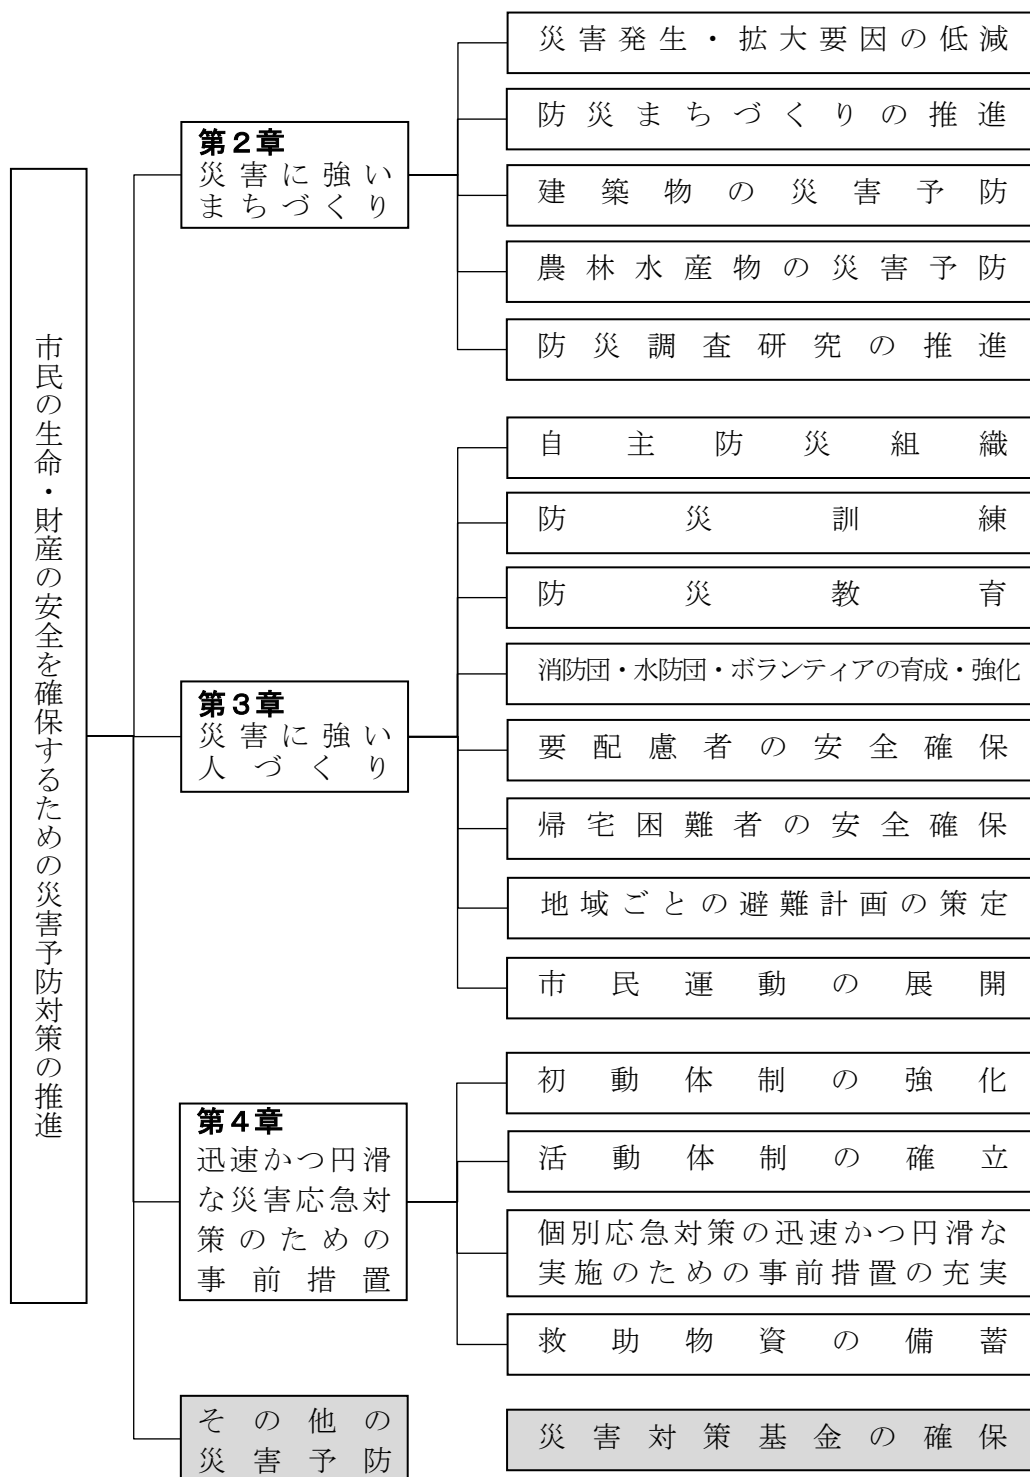 市民の生命・財産の安全を確保するための災害予防対策の推進
第2章
災害に強い
まちづくり
災害発生・拡大要因の低減
防災まちづくりの推進
建築物の災害予防
農林水産物の災害予防
防災調査研究の推進
第3章
災害に強い
人づくり
自主防災組織
防災訓練
防災教育
消防団・水防団・ボランティアの育成・強化
要配慮者の安全確保
帰宅困難者の安全確保
地域ごとの避難計画の策定
市民運動の展開
第4章
迅速かつ円滑
な災害応急対
策のための
事前措置
初動体制の強化
活動体制の確立
個別応急対策の迅速かつ円滑な
実施のための事前措置の充実
救助物資の備蓄
その他の
災害予防
災害対策基金の確保